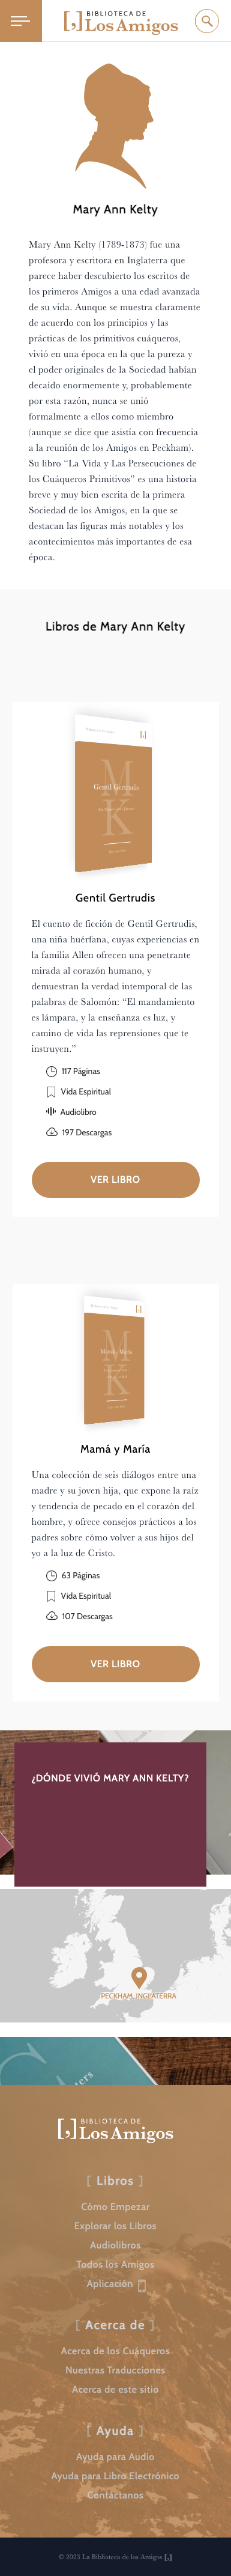 BIBLIOTECA DE
[,] Los Amigos
Mary Ann Kelty
Mary Ann Kelty (1789-1873) fue una
profesora y escritora en Inglaterra que
parece haber descubierto los escritos de
los primeros Amigos a una edad avanzada
de su vida. Aunque se muestra claramente
de acuerdo con los principios y las
prácticas de los primitivos cuáqueros,
vivió en una época en la que la pureza y
el poder originales de la Sociedad habían
decaído enormemente y, probablemente
por esta razón, nunca se unió
formalmente a ellos como miembro
(aunque se dice que asistía con frecuencia
a la reunión de los Amigos en Peckham).
Su libro “La Vida y Las Persecuciones de
los Cuáqueros Primitivos” es una historia
breve y muy bien escrita de la primera
Sociedad de los Amigos, en la que se
destacan las figuras más notables y los
acontecimientos más importantes de esa
época.
Libros de Mary Ann Kelty
[,]
MK
Gentil Gertrudis
Gentil Gertrudis
El cuento de ficción de Gentil Gertrudis,
una niña huérfana, cuyas experiencias en
la familia Allen ofrecen una penetrante
mirada al corazón humano, y
demuestran la verdad intemporal de las
palabras de Salomón: “El mandamiento
es lámpara, y la enseñanza es luz, y
camino de vida las reprensiones que te
instruyen.”
117 Páginas
Vida Espiritual
Audiolibro
197 Descargas
VER LIBRO
[,]
MK
Mamá y María
Mamá y María
Una colección de seis diálogos entre una
madre y su joven hija, que expone la raíz
y tendencia de pecado en el corazón del
hombre, y ofrece consejos prácticos a los
padres sobre cómo volver a sus hijos del
yo a la luz de Cristo.
63 Páginas
Vida Espiritual
107 Descargas
VER LIBRO
¿DÓNDE VIVIÓ MARY ANN KELTY?
PECKHAM, INGLATERRA
BIBLIOTECA DE
[,] Los Amigos
[ Libros ]
Cómo Empezar
Explorar los Libros
Audiolibros
Todos los Amigos
Aplicación
[ Acerca de ]
Acerca de los Cuáqueros
Nuestras Traducciones
Acerca de este sitio
[ Ayuda ]
Ayuda para Audio
Ayuda para Libro Electrónico
Contáctanos
© 2025 La Biblioteca de los Amigos [,]